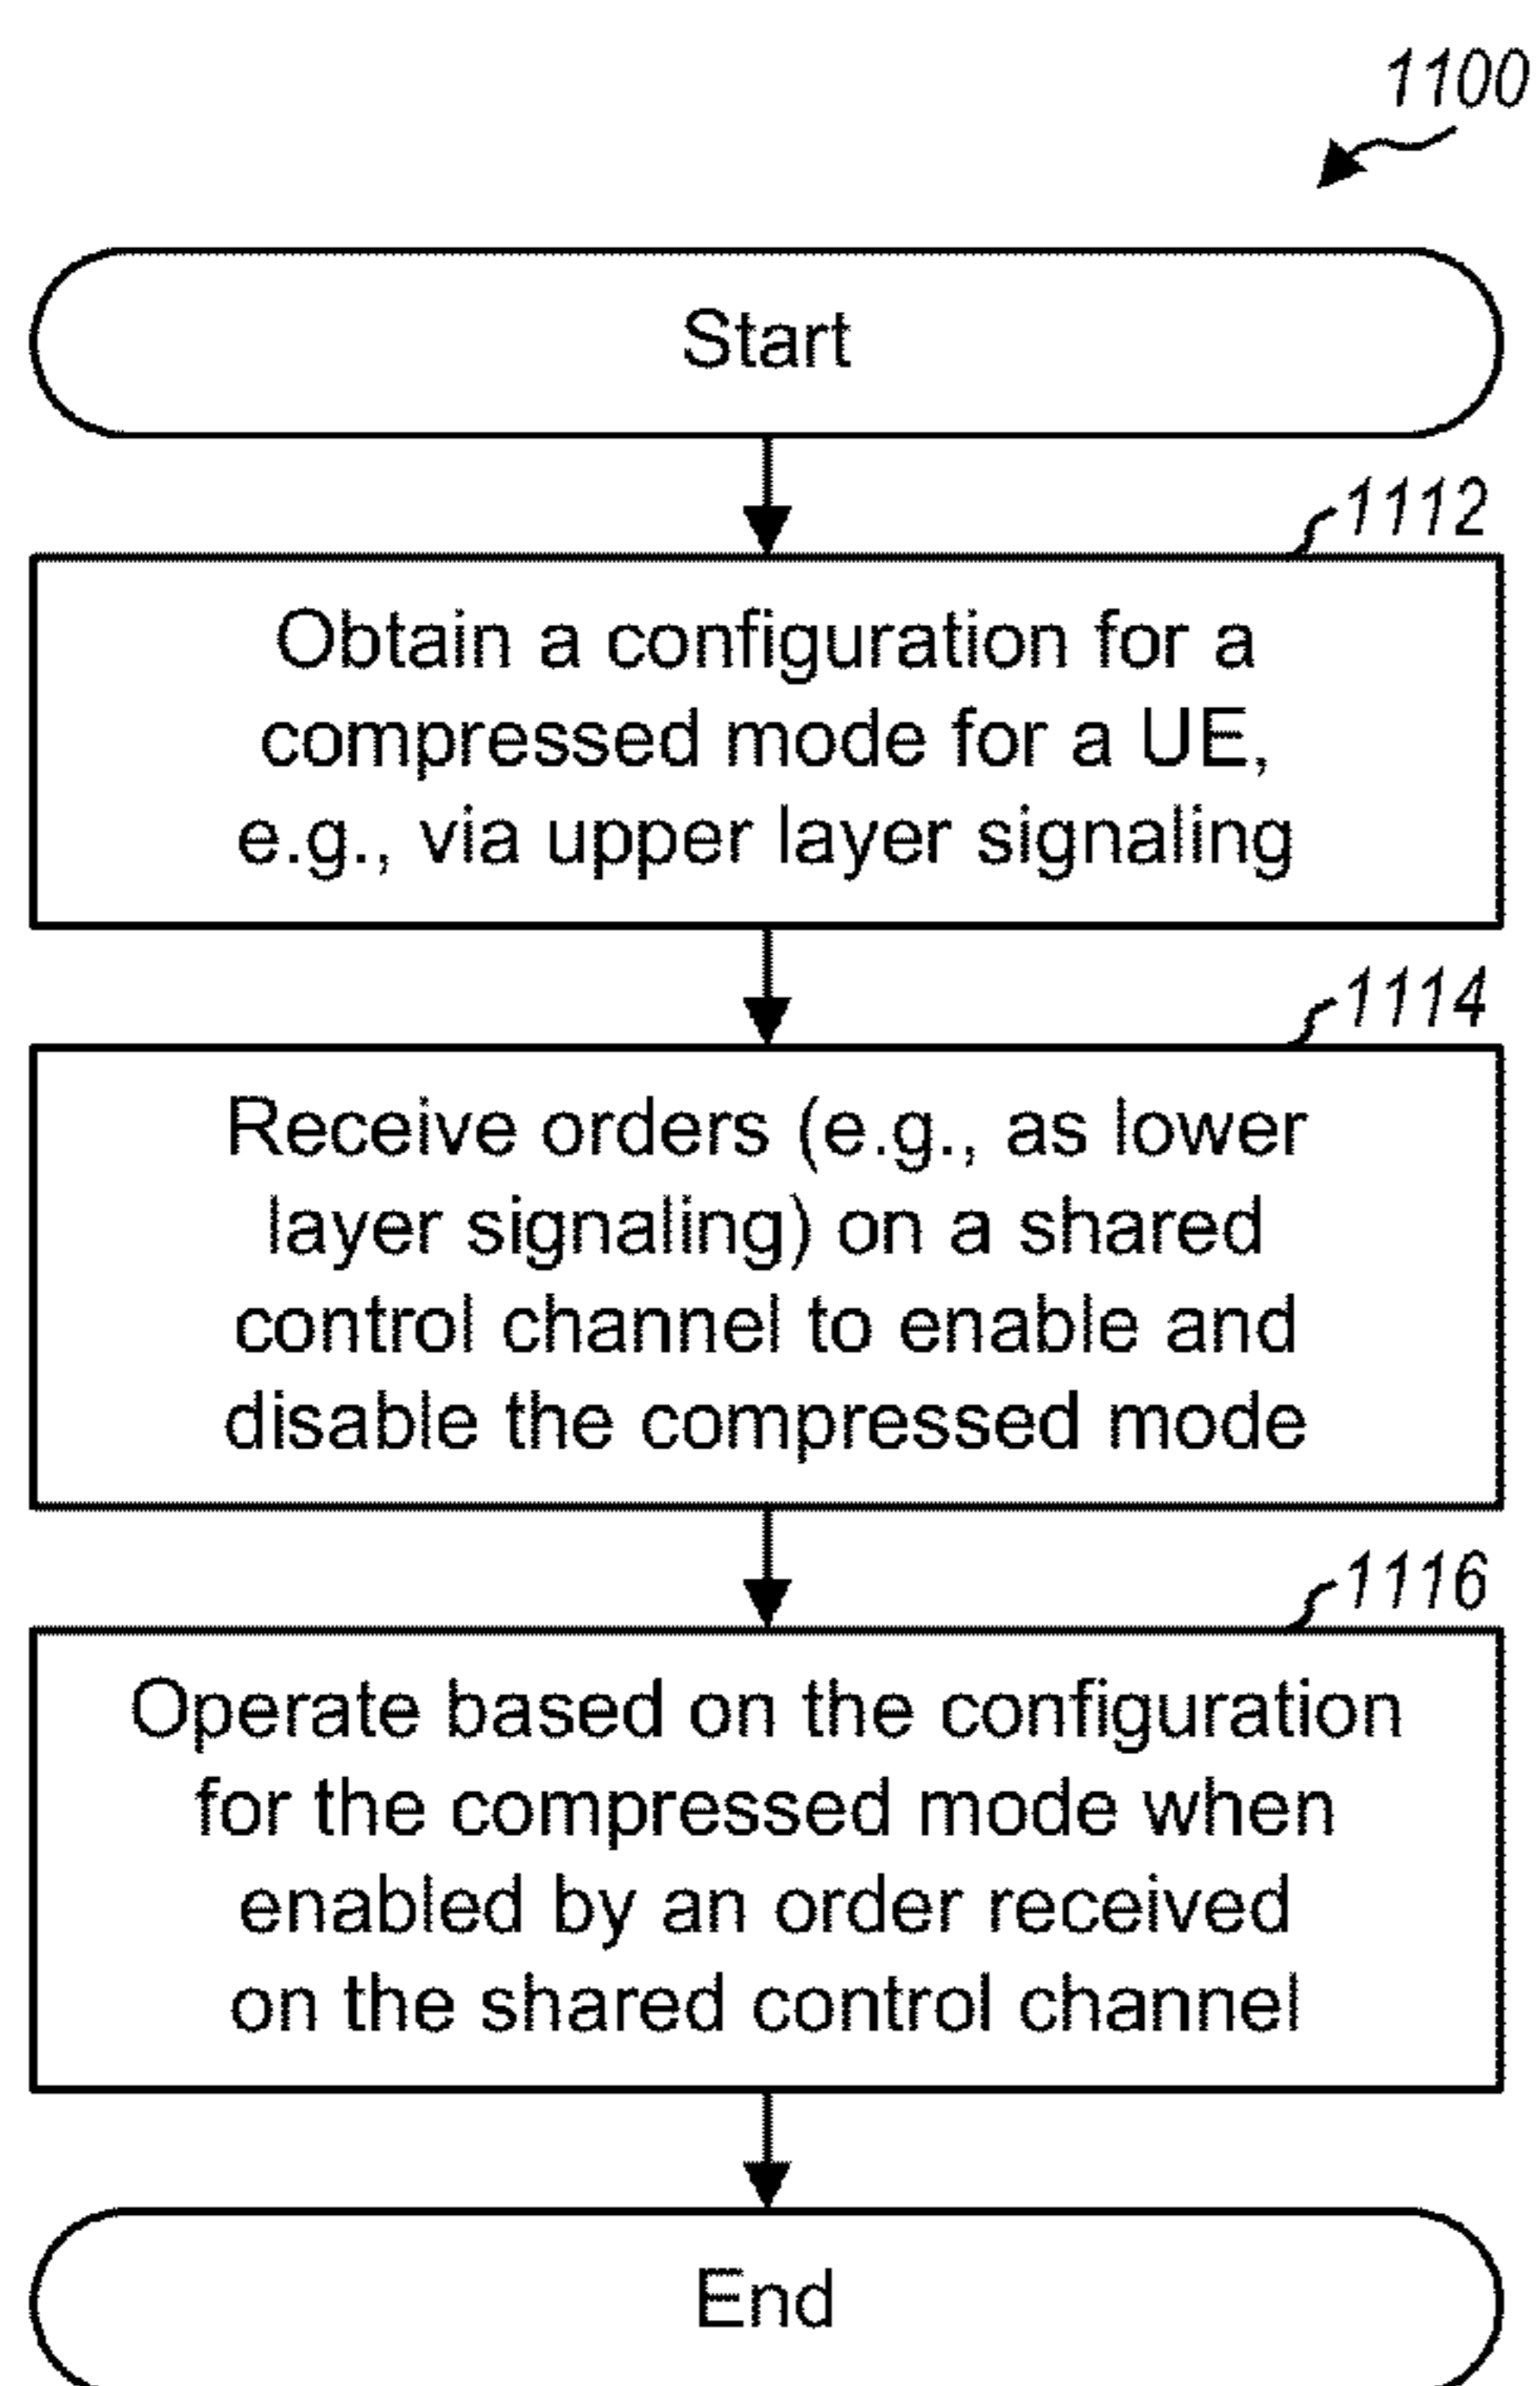 1100
Start
1112
Obtain a configuration for a
compressed mode for a UE,
e.g., via upper layer signaling
1114
Receive orders (e.g., as lower
layer signaling) on a shared
control channel to enable and
disable the compressed mode
1116
Operate based on the configuration
for the compressed mode when
enabled by an order received
on the shared control channel
End